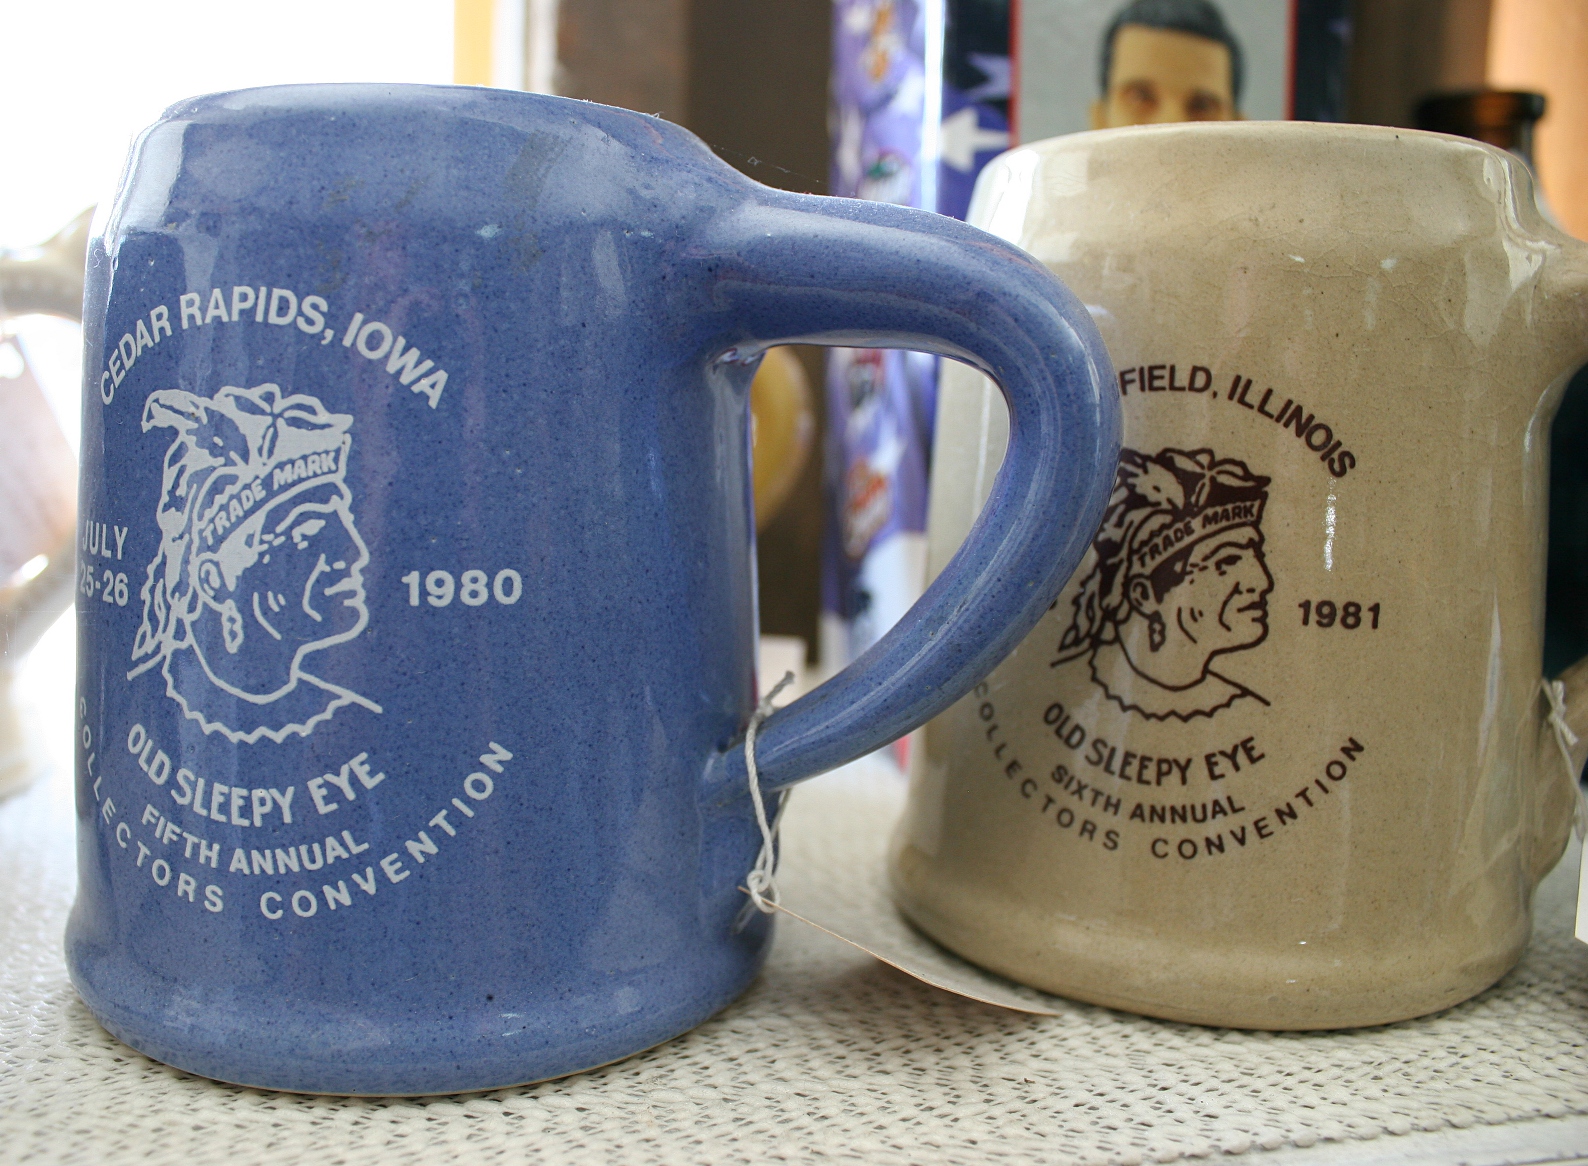 CEDAR RAPIDS, IOWA
TRADE MARK
JULY
25-26
1980
OLD SLEEPY EYE
FIFTH ANNUAL
COLLECTORS CONVENTION
FIELD, ILLINOIS
TRADE MARK
1981
OLD SLEEPY EYE
SIXTH ANNUAL
COLLECTORS CONVENTION